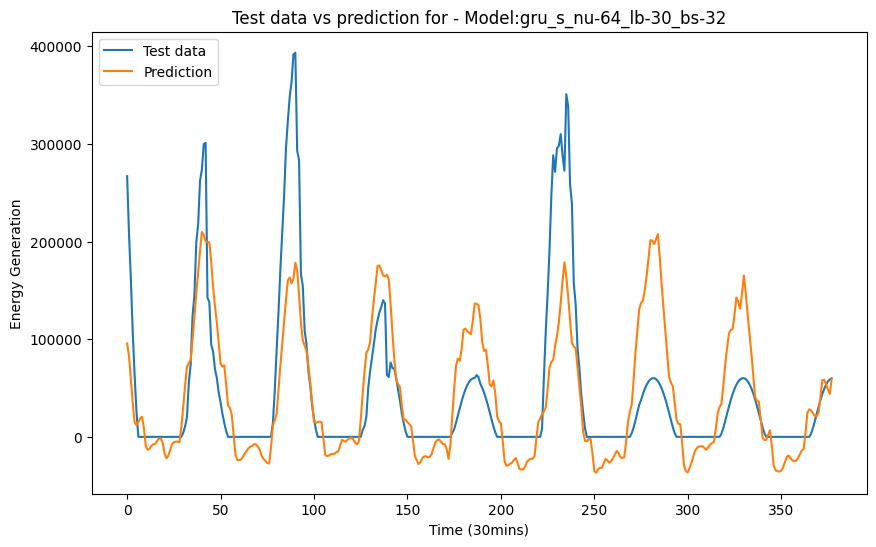 Test data vs prediction for - Model:gru_s_nu-64_lb-30_bs-32
Test data
Prediction
Energy Generation
400000
300000
200000
100000
0
0 50 100 150 200 250 300 350
Time (30mins)